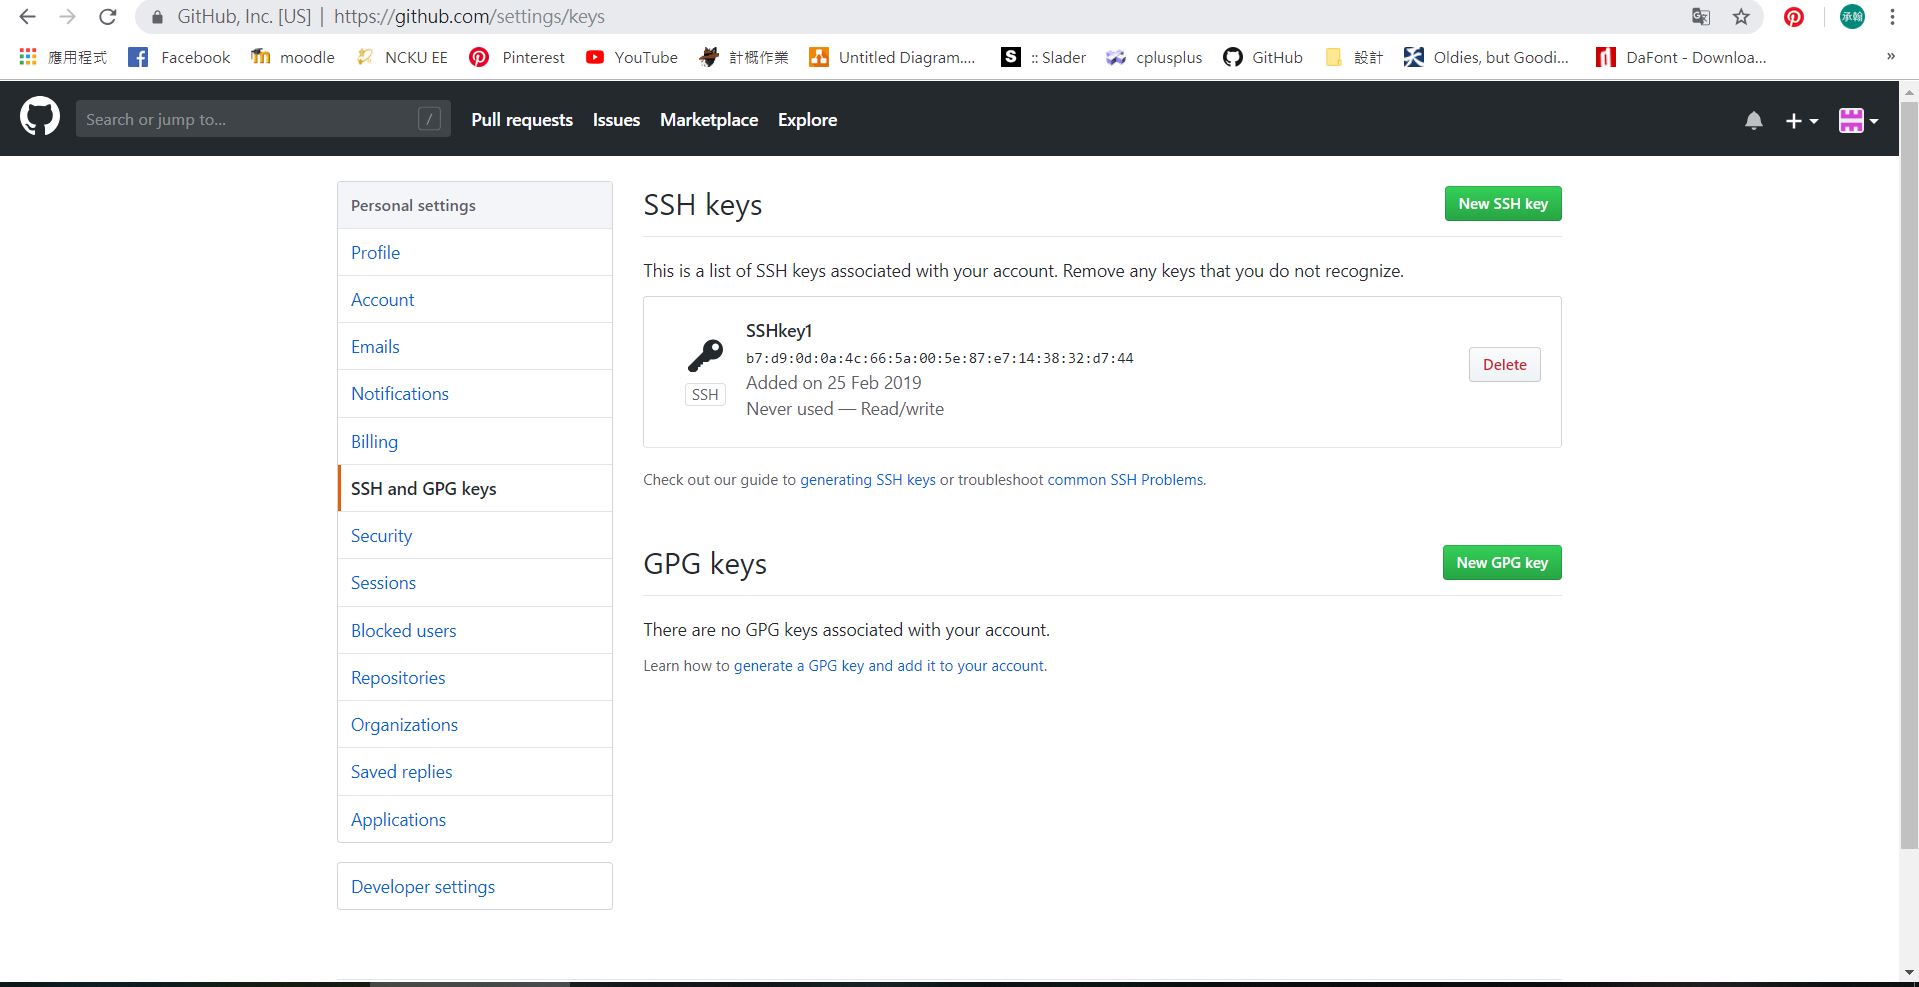 GitHub, Inc. [US] | https://github.com/settings/keys
承翰
應用程式 Facebook moodle NCKU EE Pinterest YouTube 計概作業 Untitled Diagram.... S :: Slader cplusplus GitHub 設計 Oldies, but Goodi... DaFont - Downloa... »
Search or jump to... / Pull requests Issues Marketplace Explore
Personal settings
Profile
Account
Emails
Notifications
Billing
SSH and GPG keys
Security
Sessions
Blocked users
Repositories
Organizations
Saved replies
Applications
Developer settings
SSH keys
New SSH key
This is a list of SSH keys associated with your account. Remove any keys that you do not recognize.
SSH
SSHkey1
b7:d9:0d:0a:4c:66:5a:00:5e:87:e7:14:38:32:d7:44
Added on 25 Feb 2019
Never used — Read/write
Delete
Check out our guide to generating SSH keys or troubleshoot common SSH Problems.
GPG keys
New GPG key
There are no GPG keys associated with your account.
Learn how to generate a GPG key and add it to your account.